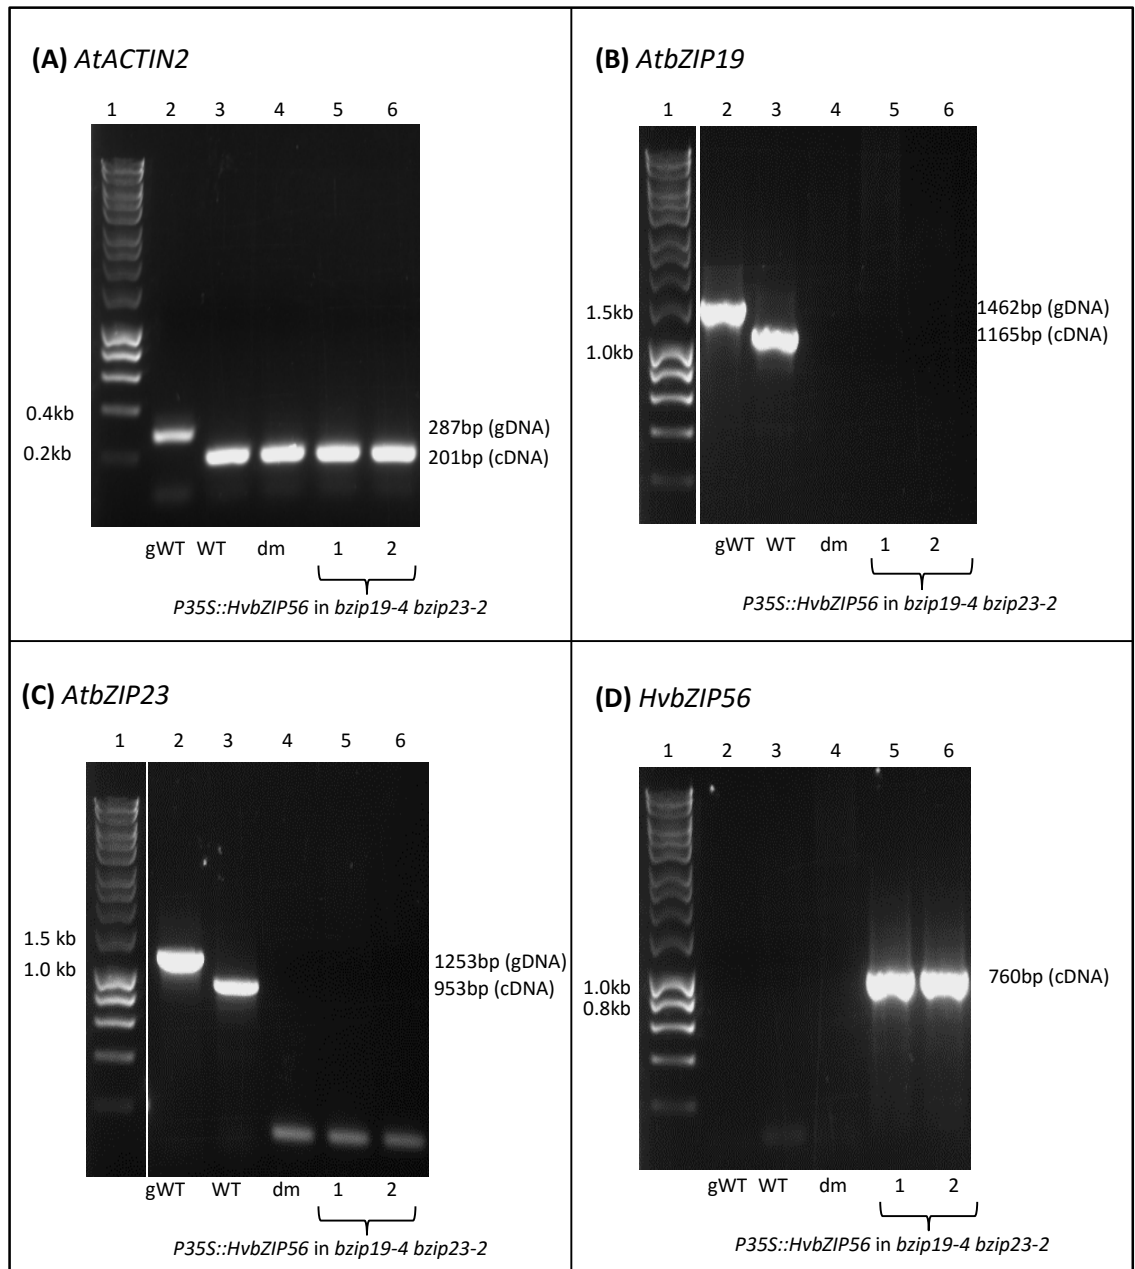 (A) AtACTIN2
1 2 3 4 5 6
0.4kb
0.2kb
287bp (gDNA)
201bp (cDNA)
gWT WT dm 1 2
P35S::HvbZIP56 in bzip19-4 bzip23-2
(B) AtbZIP19
1 2 3 4 5 6
1.5kb
1.0kb
1462bp (gDNA)
1165bp (cDNA)
gWT WT dm 1 2
P35S::HvbZIP56 in bzip19-4 bzip23-2
(C) AtbZIP23
1 2 3 4 5 6
1.5 kb
1.0 kb
1253bp (gDNA)
953bp (cDNA)
gWT WT dm 1 2
P35S::HvbZIP56 in bzip19-4 bzip23-2
(D) HvbZIP56
1 2 3 4 5 6
1.0kb
0.8kb
760bp (cDNA)
gWT WT dm 1 2
P35S::HvbZIP56 in bzip19-4 bzip23-2